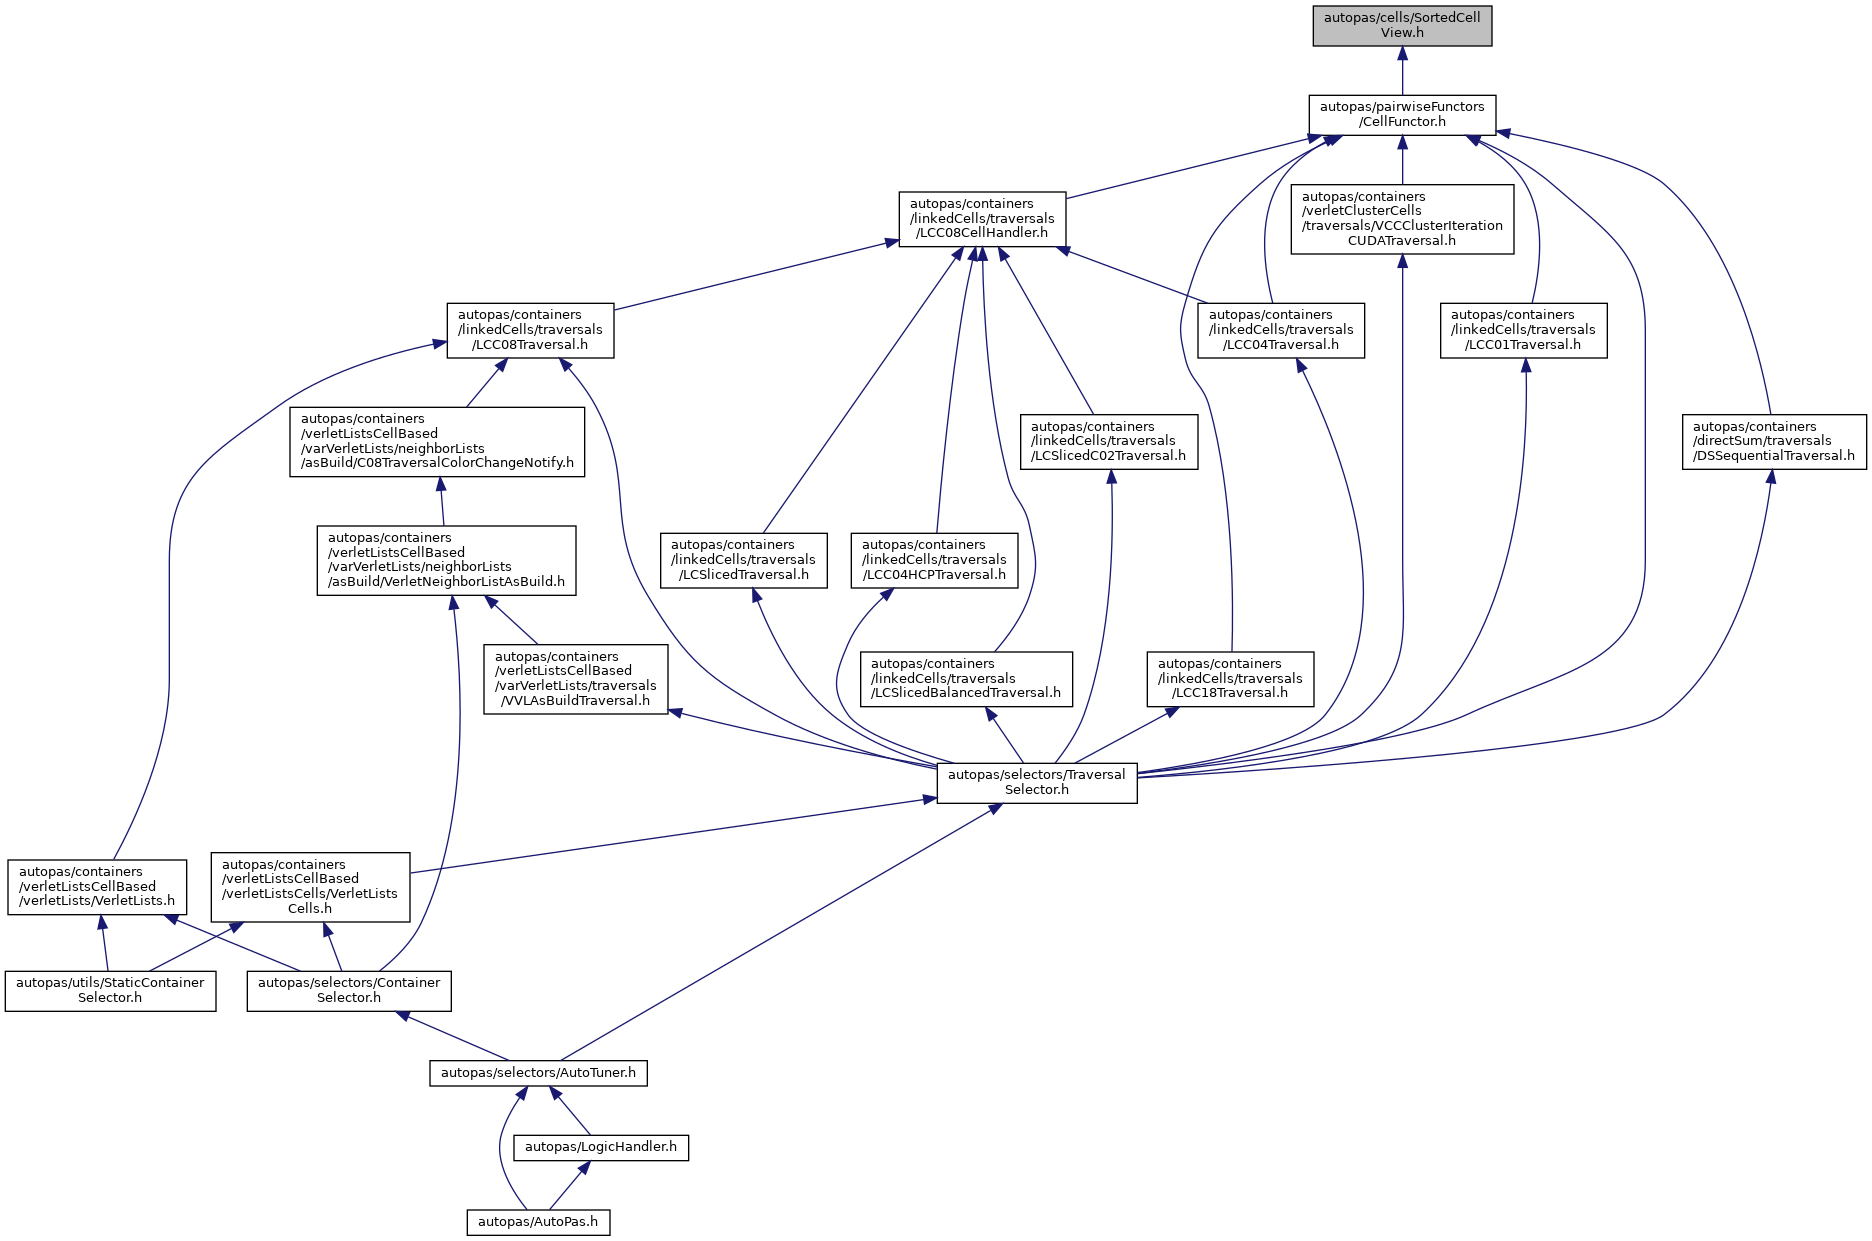 autopas/cells/SortedCell
View.h
autopas/pairwiseFunctors
/CellFunctor.h
autopas/containers
/linkedCells/traversals
/LCC08CellHandler.h
autopas/containers
/verletClusterCells
/traversals/VCCClusterIteration
CUDATraversal.h
autopas/containers
/linkedCells/traversals
/LCC08Traversal.h
autopas/containers
/linkedCells/traversals
/LCC04Traversal.h
autopas/containers
/linkedCells/traversals
/LCC01Traversal.h
autopas/containers
/verletListsCellBased
/varVerletLists/neighborLists
/asBuild/C08TraversalColorChangeNotify.h
autopas/containers
/linkedCells/traversals
/LCSlicedC02Traversal.h
autopas/containers
/directSum/traversals
/DSSequentialTraversal.h
autopas/containers
/verletListsCellBased
/varVerletLists/neighborLists
/asBuild/VerletNeighborListAsBuild.h
autopas/containers
/linkedCells/traversals
/LCSlicedTraversal.h
autopas/containers
/linkedCells/traversals
/LCC04HCPTraversal.h
autopas/containers
/verletListsCellBased
/varVerletLists/traversals
/VVLAsBuildTraversal.h
autopas/containers
/linkedCells/traversals
/LCSlicedBalancedTraversal.h
autopas/containers
/linkedCells/traversals
/LCC18Traversal.h
autopas/selectors/Traversal
Selector.h
autopas/containers
/verletListsCellBased
/verletLists/VerletLists.h
autopas/containers
/verletListsCellBased
/verletListsCells/VerletLists
Cells.h
autopas/utils/StaticContainer
Selector.h
autopas/selectors/Container
Selector.h
autopas/selectors/AutoTuner.h
autopas/LogicHandler.h
autopas/AutoPas.h